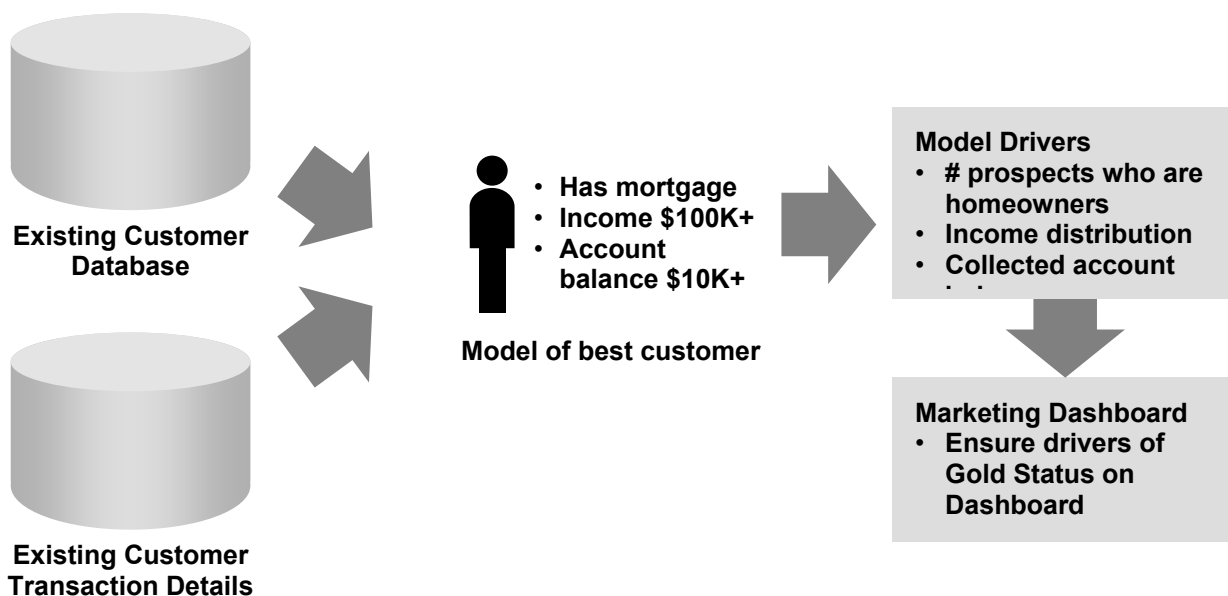 Existing Customer
Database
Existing Customer
Transaction Details
• Has mortgage
• Income $100K+
• Account
balance $10K+
Model of best customer
Model Drivers
• # prospects who are
homeowners
• Income distribution
• Collected account
Marketing Dashboard
• Ensure drivers of
Gold Status on
Dashboard